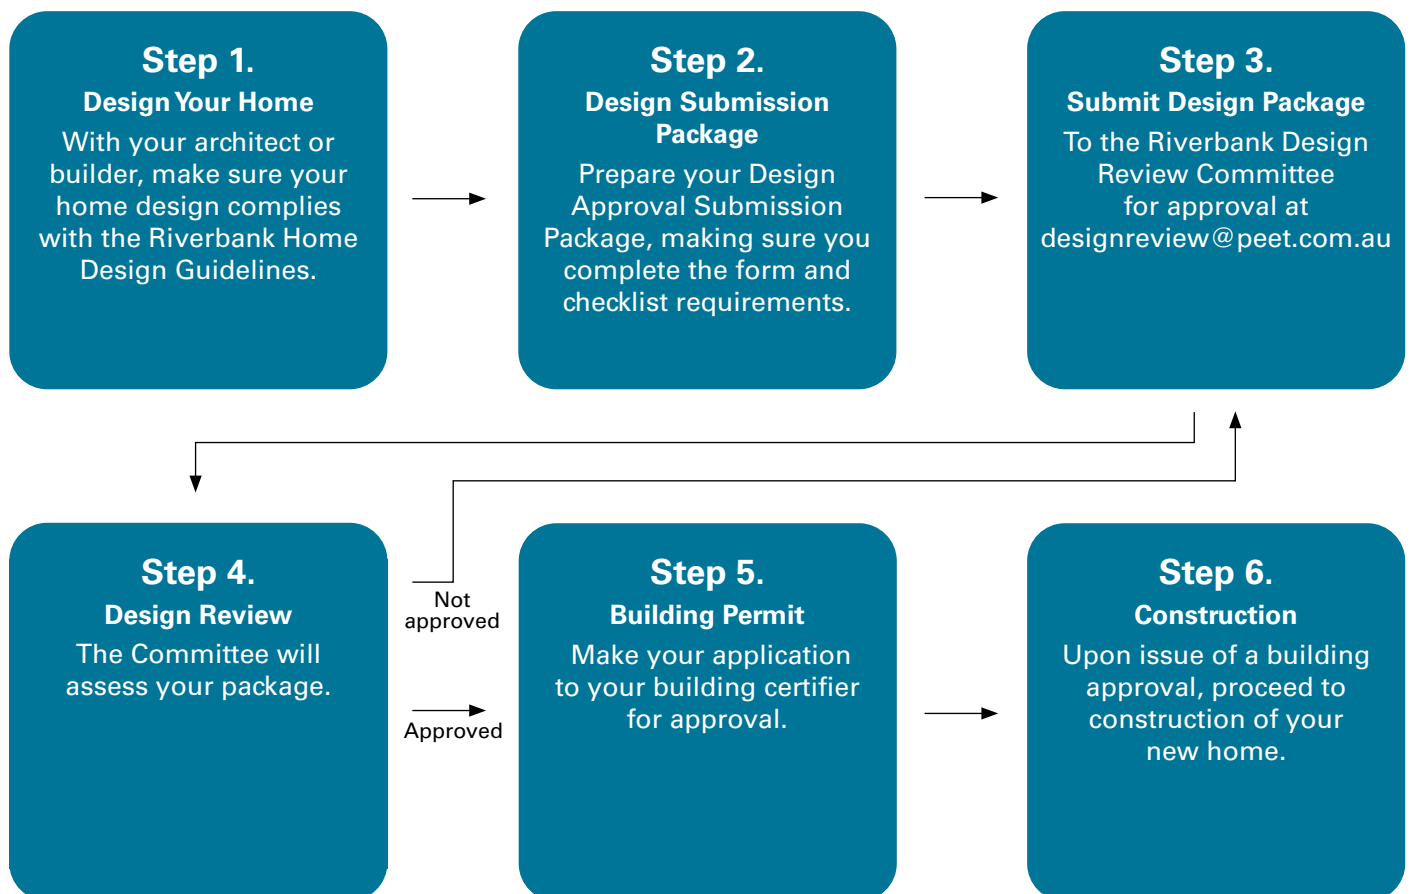 Step 1.
Design Your Home
With your architect or
builder, make sure your
home design complies
with the Riverbank Home
Design Guidelines.
Step 2.
Design Submission
Package
Prepare your Design
Approval Submission
Package, making sure you
complete the form and
checklist requirements.
Step 3.
Submit Design Package
To the Riverbank Design
Review Committee
for approval at
designreview@peet.com.au
Step 4.
Design Review
The Committee will
assess your package.
Not
approved
Approved
Step 5.
Building Permit
Make your application
to your building certifier
for approval.
Step 6.
Construction
Upon issue of a building
approval, proceed to
construction of your
new home.